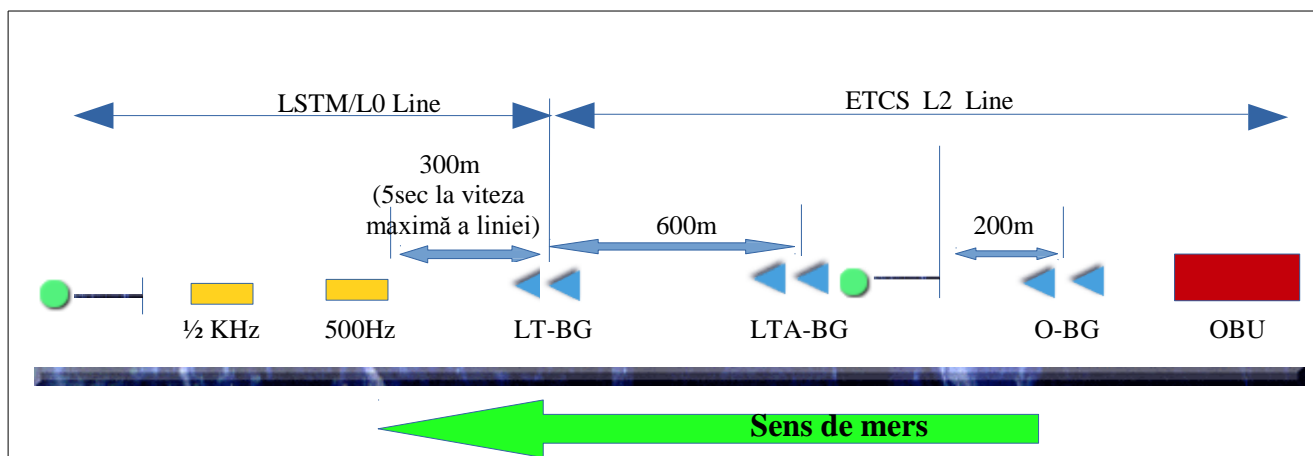 LSTM/L0 Line
ETCS L2 Line
300m
(5sec la viteza
maximă a liniei)
600m
200m
½ KHz
500Hz
LT-BG
LTA-BG
O-BG
OBU
Sens de mers